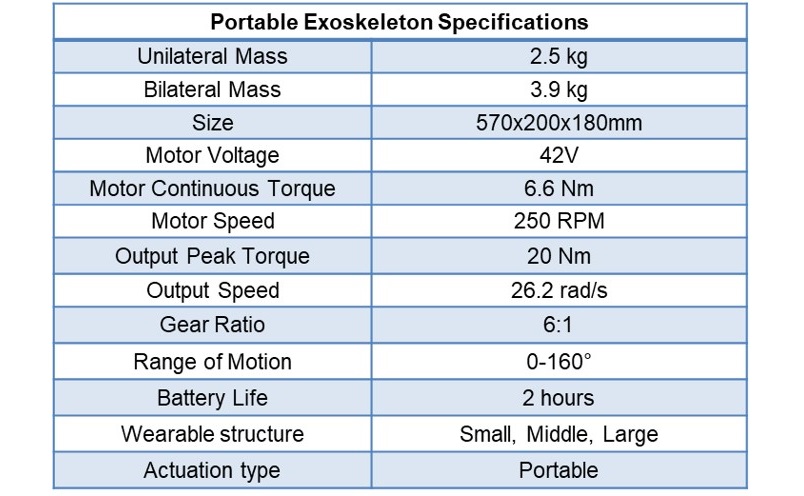 Portable Exoskeleton Specifications
Unilateral Mass 2.5 kg
Bilateral Mass 3.9 kg
Size 570x200x180mm
Motor Voltage 42V
Motor Continuous Torque 6.6 Nm
Motor Speed 250 RPM
Output Peak Torque 20 Nm
Output Speed 26.2 rad/s
Gear Ratio 6:1
Range of Motion 0-160°
Battery Life 2 hours
Wearable structure Small, Middle, Large
Actuation type Portable